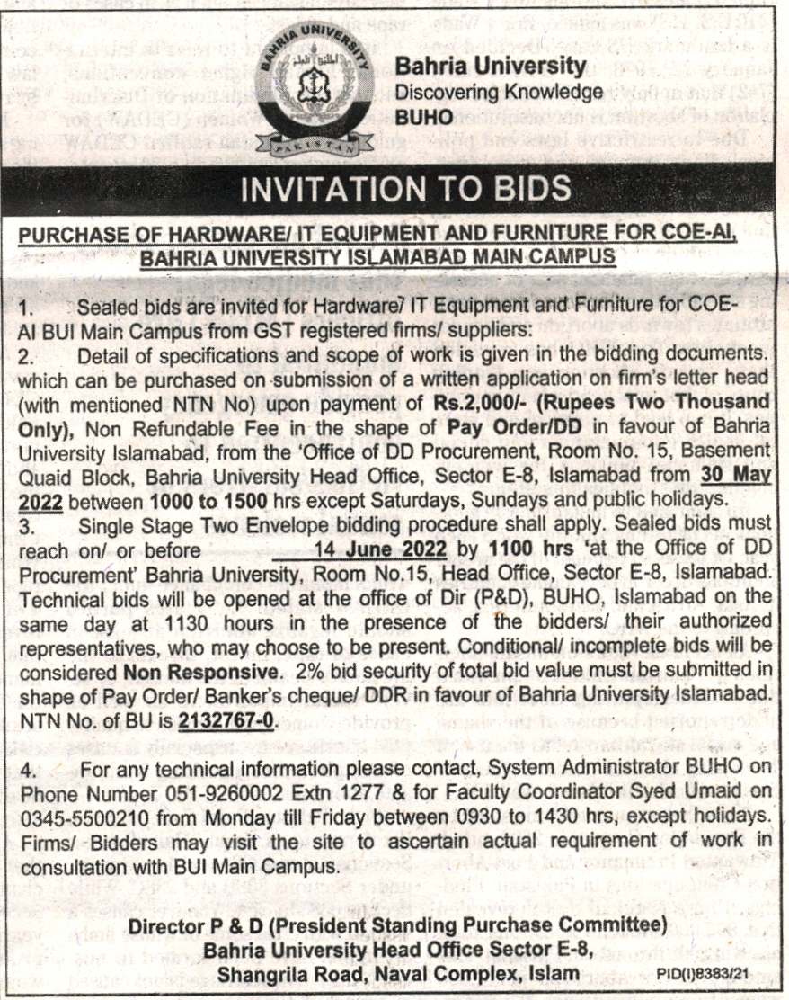 BAHRIA UNIVERSITY
PAKISTAN
Bahria University
Discovering Knowledge
BUHO
INVITATION TO BIDS
PURCHASE OF HARDWARE/ IT EQUIPMENT AND FURNITURE FOR COE-AI,
BAHRIA UNIVERSITY ISLAMABAD MAIN CAMPUS
1. Sealed bids are invited for Hardware/ IT Equipment and Furniture for COE-
AI BUI Main Campus from GST registered firms/ suppliers:
2. Detail of specifications and scope of work is given in the bidding documents.
which can be purchased on submission of a written application on firm's letter head
(with mentioned NTN No) upon payment of Rs.2,000/- (Rupees Two Thousand
Only), Non Refundable Fee in the shape of Pay Order/DD in favour of Bahria
University Islamabad, from the 'Office of DD Procurement, Room No. 15, Basement
Quaid Block, Bahria University Head Office, Sector E-8, Islamabad from 30 May
2022 between 1000 to 1500 hrs except Saturdays, Sundays and public holidays.
3. Single Stage Two Envelope bidding procedure shall apply. Sealed bids must
reach on/ or before 14 June 2022 by 1100 hrs 'at the Office of DD
Procurement' Bahria University, Room No.15, Head Office, Sector E-8, Islamabad.
Technical bids will be opened at the office of Dir (P&D), BUHO, Islamabad on the
same day at 1130 hours in the presence of the bidders/ their authorized
representatives, who may choose to be present. Conditional/ incomplete bids will be
considered Non Responsive. 2% bid security of total bid value must be submitted in
shape of Pay Order/ Banker's cheque/ DDR in favour of Bahria University Islamabad.
NTN No. of BU is 2132767-0.
4. For any technical information please contact, System Administrator BUHO on
Phone Number 051-9260002 Extn 1277 & for Faculty Coordinator Syed Umaid on
0345-5500210 from Monday till Friday between 0930 to 1430 hrs, except holidays.
Firms/ Bidders may visit the site to ascertain actual requirement of work in
consultation with BUI Main Campus.
Director P & D (President Standing Purchase Committee)
Bahria University Head Office Sector E-8,
Shangrila Road, Naval Complex, Islam PID(I)8383/21